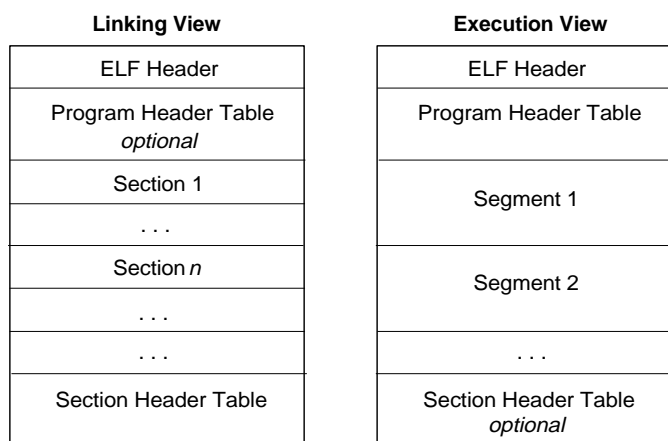 Linking View
ELF Header
Program Header Table
optional
Section 1
. . .
Section n
. . .
. . .
Section Header Table
Execution View
ELF Header
Program Header Table
Segment 1
Segment 2
. . .
Section Header Table
optional